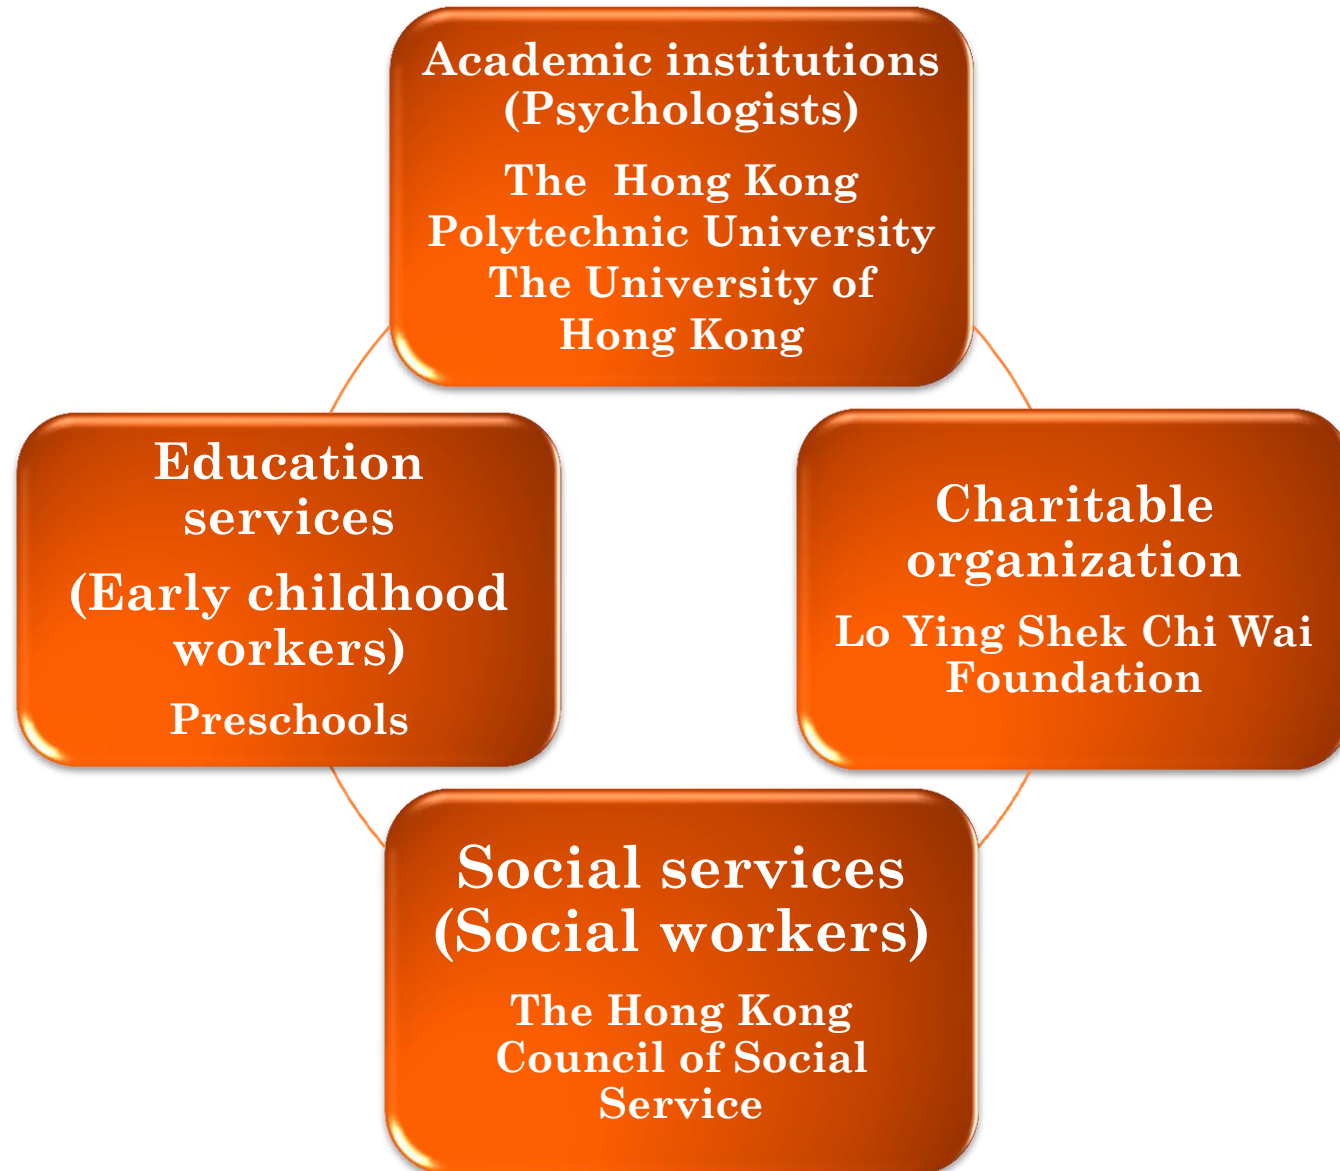 Academic institutions
(Psychologists)
The Hong Kong
Polytechnic University
The University of
Hong Kong
Education
services
(Early childhood
workers)
Preschools
Charitable
organization
Lo Ying Shek Chi Wai
Foundation
Social services
(Social workers)
The Hong Kong
Council of Social
Service